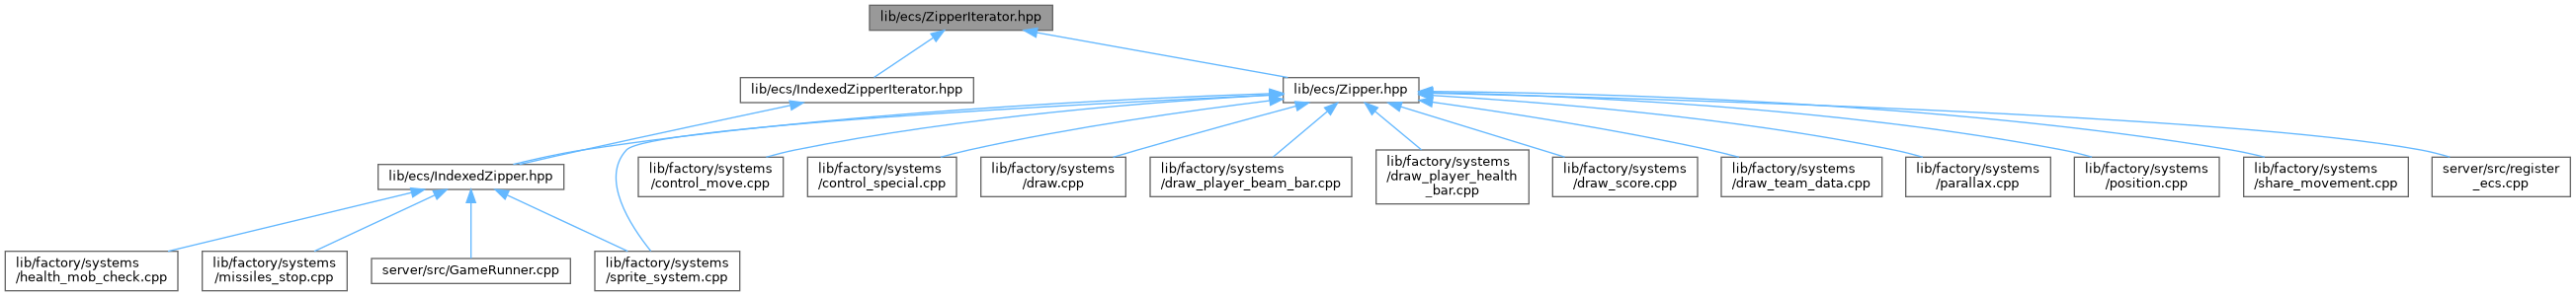 lib/ecs/ZipperIterator.hpp
lib/ecs/IndexedZipperIterator.hpp
lib/ecs/Zipper.hpp
lib/ecs/IndexedZipper.hpp
lib/factory/systems
/control_move.cpp
lib/factory/systems
/control_special.cpp
lib/factory/systems
/draw.cpp
lib/factory/systems
/draw_player_beam_bar.cpp
lib/factory/systems
/draw_player_health
_bar.cpp
lib/factory/systems
/draw_score.cpp
lib/factory/systems
/draw_team_data.cpp
lib/factory/systems
/parallax.cpp
lib/factory/systems
/position.cpp
lib/factory/systems
/share_movement.cpp
server/src/register
_ecs.cpp
lib/factory/systems
/health_mob_check.cpp
lib/factory/systems
/missiles_stop.cpp
server/src/GameRunner.cpp
lib/factory/systems
/sprite_system.cpp